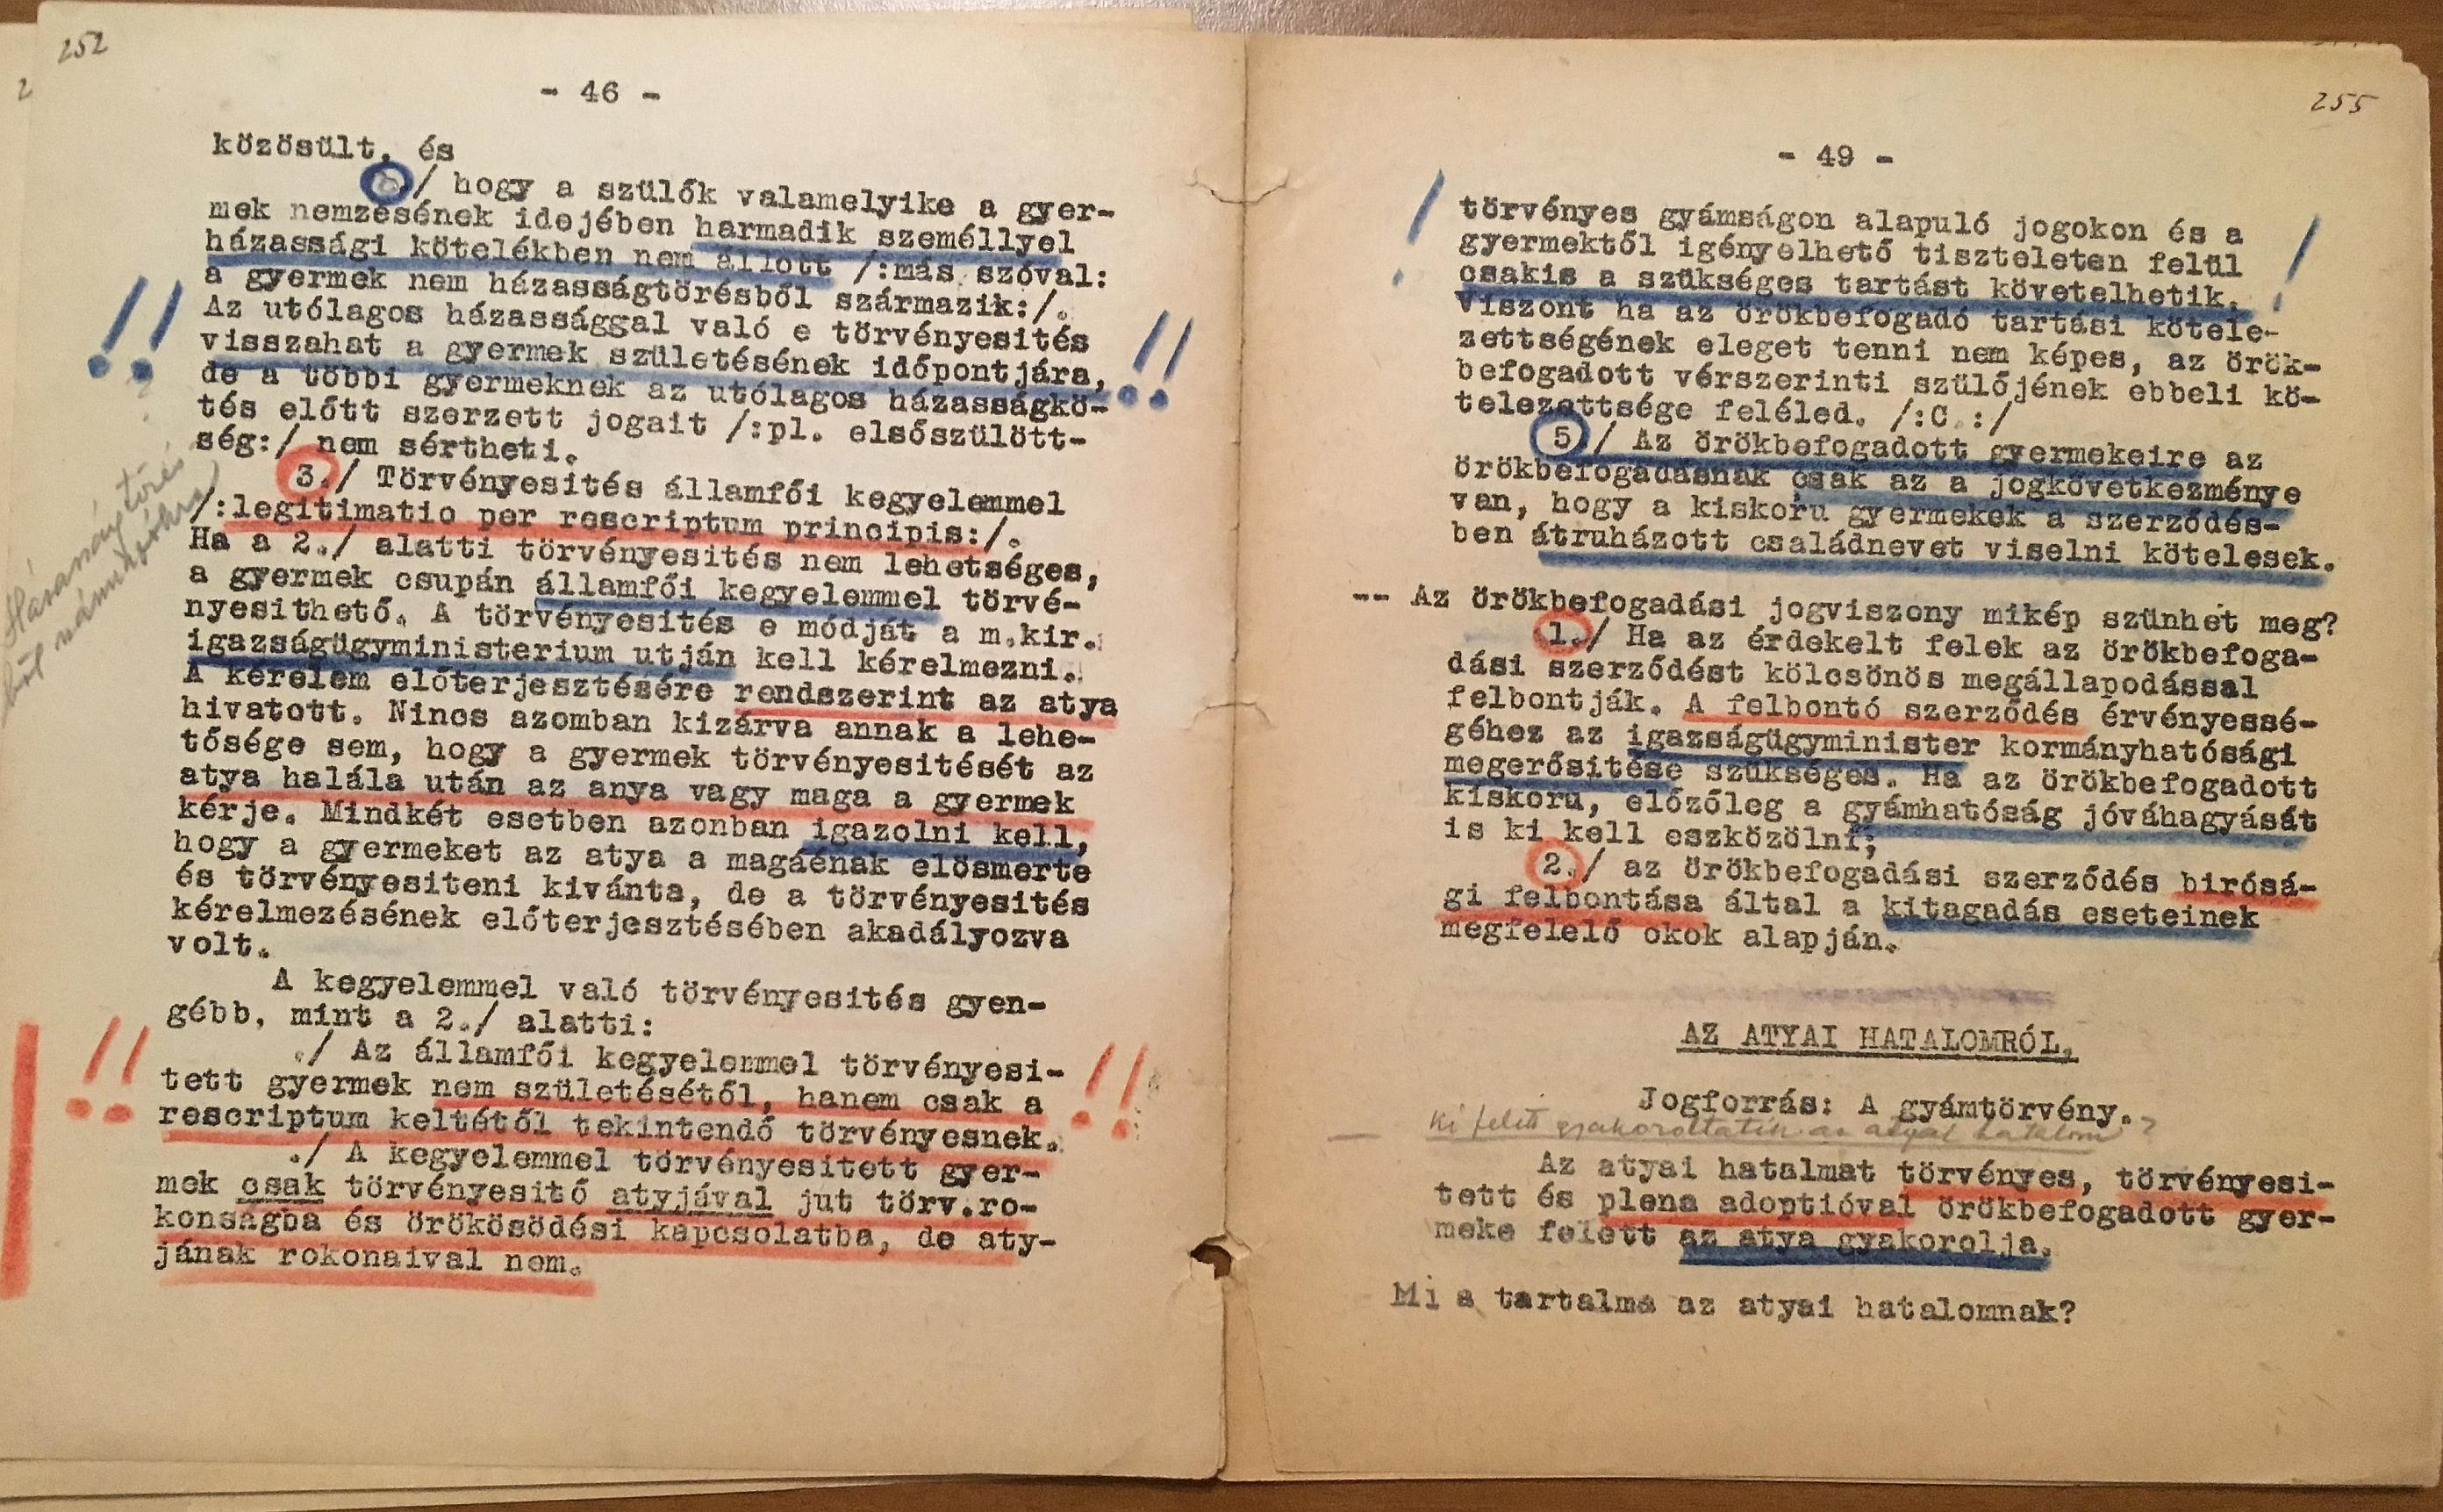 252
2
- 46 -
közösült, és
./ hogy a szülők valamelyike a gyer-
mek nemzésének idejében harmadik személlyel
házassági kötelékben nem állott /:más szóval:
a gyermek nem házasságtörésből származik:/.
Az utólagos házassággal való e törvényesités
visszahat a gyermek születésének időpontjára,
de a többi gyermeknek az utólagos házasságkö-
tés előtt szerzett jogait /:pl. elsőszülött-
ség:/ nem sértheti.
3./ Törvényesités államfői kegyelemmel
/:legitimatio per rescriptum principis:/.
Ha a 2./ alatti törvényesités nem lehetséges,
a gyermek csupán államfői kegyelemmel törvé-
nyesithető. A törvényesités e módját a m.kir.
igazságügyministerium utján kell kérelmezni.
A kérelem előterjesztésére rendszerint az atya
hivatott. Nincs azomban kizárva annak a lehe-
tősége sem, hogy a gyermek törvényesitését az
atya halála után az anya vagy maga a gyermek
kérje. Mindkét esetben azonban igazolni kell,
hogy a gyermeket az atya a magáénak elösmerte
és törvényesiteni kivánta, de a törvényesités
kérelmezésének előterjesztésében akadályozva
volt.
A kegyelemmel való törvényesités gyen-
gébb, mint a 2./ alatti:
./ Az államfői kegyelemmel törvényesi-
tett gyermek nem születésétől, hanem csak a
rescriptum keltétől tekintendő törvényesnek.
./ A kegyelemmel törvényesitett gyer-
mek csak törvényesitő atyjával jut törv.ro-
konságba és örökösödési kapcsolatba, de aty-
jának rokonaival nem.
Házasságtörés
ből származókra
255
- 49 -
törvényes gyámságon alapuló jogokon és a
gyermektől igényelhető tiszteleten felül
csakis a szükséges tartást követelhetik.
Viszont ha az örökbefogadó tartási kötele-
zettségének eleget tenni nem képes, az örök-
befogadott vérszerinti szülőjének ebbeli kö-
telezettsége feléled. /:C.:/
5./ Az örökbefogadott gyermekeire az
örökbefogadásnak csak az a jogkövetkezménye
van, hogy a kiskoru gyermekek a szerződés-
ben átruházott családnevet viselni kötelesek.
-- Az örökbefogadási jogviszony mikép szünhet meg?
1./ Ha az érdekelt felek az örökbefoga-
dási szerződést kölcsönös megállapodással
felbontják. A felbontó szerződés érvényessé-
géhez az igazságügyminister kormányhatósági
megerősitése szükséges. Ha az örökbefogadott
kiskoru, előzőleg a gyámhatóság jóváhagyását
is ki kell eszközölni;
2./ az örökbefogadási szerződés birósá-
gi felbontása által a kitagadás eseteinek
megfelelő okok alapján.
AZ ATYAI HATALOMRÓL.
Jogforrás: A gyámtörvény.
— Ki felett gyakoroltatik az atyai hatalom?
Az atyai hatalmat törvényes, törvényesi-
tett és plena adoptióval örökbefogadott gyer-
meke felett az atya gyakorolja.
Mi a tartalma az atyai hatalomnak?